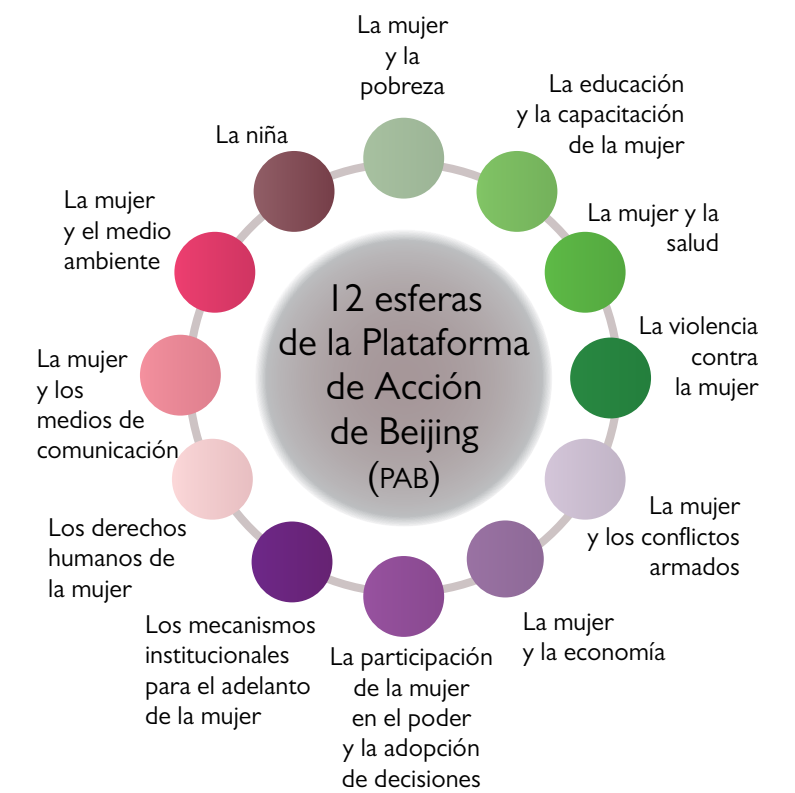 La mujer
y la
pobreza
La educación
y la capacitación
de la mujer
La mujer y la
salud
La violencia
contra
la mujer
La mujer
y los conflictos
armados
La mujer
y la economía
La participación
de la mujer
en el poder
y la adopción
de decisiones
Los mecanismos
institucionales
para el adelanto
de la mujer
Los derechos
humanos de
la mujer
La mujer
y los
medios de
comunicación
La mujer
y el medio
ambiente
La niña
12 esferas
de la Plataforma
de Acción
de Beijing
(PAB)